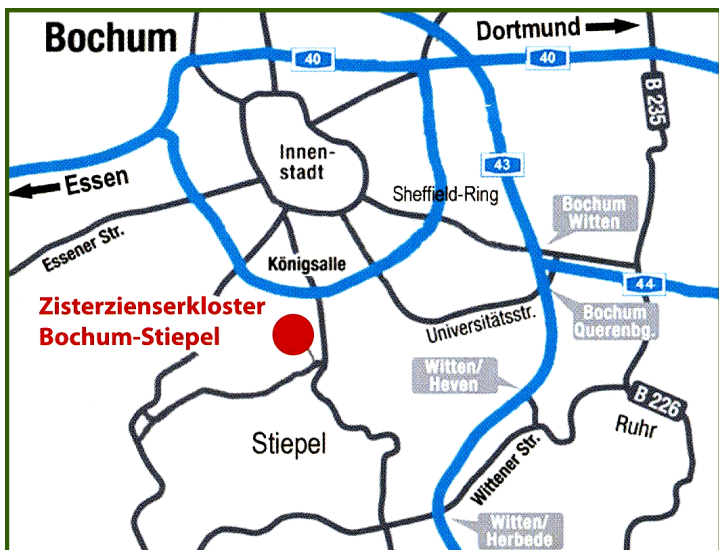 Bochum
Dortmund
40
40
B 235
43
Innen-
stadt
Essen
Sheffield-Ring
Bochum
Witten
Essener Str.
Königsalle
44
Zisterzienserkloster
Bochum-Stiepel
Universitätsstr.
Bochum
Querenbg.
Witten/
Heven
B 226
Ruhr
Stiepel
Wittener Str.
Witten/
Herbede